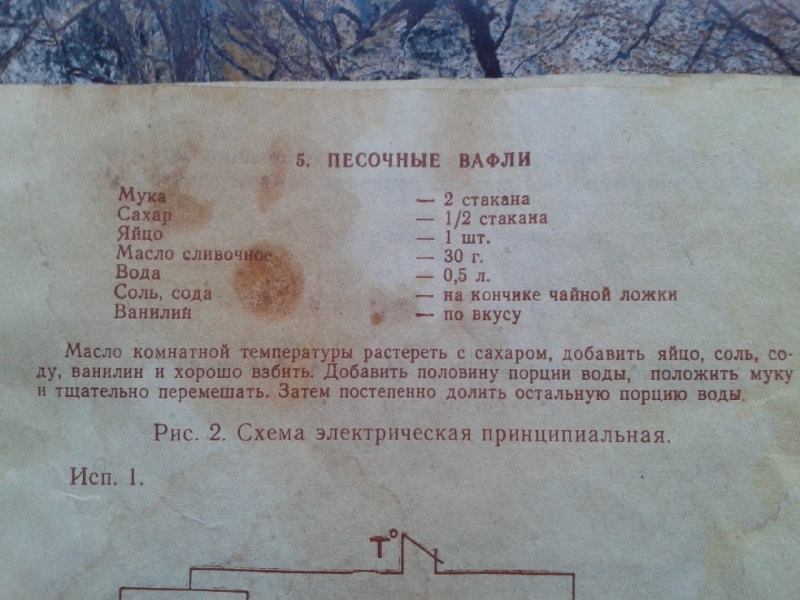 5. ПЕСОЧНЫЕ ВАФЛИ
Мука — 2 стакана
Сахар — 1/2 стакана
Яйцо — 1 шт.
Масло сливочное — 30 г.
Вода — 0,5 л.
Соль, сода — на кончике чайной ложки
Ванилин — по вкусу
Масло комнатной температуры растереть с сахаром, добавить яйцо, соль, со-
ду, ванилин и хорошо взбить. Добавить половину порции воды, положить муку
и тщательно перемешать. Затем постепенно долить остальную порцию воды.
Рис. 2. Схема электрическая принципиальная.
Исп. 1.
T°